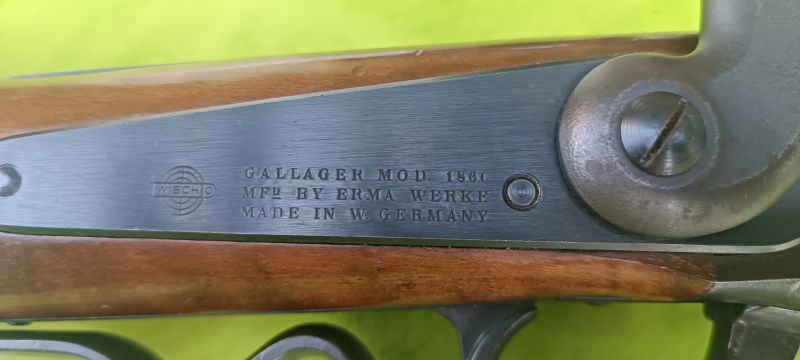 WISCHO
GALLAGER MOD. 1860
MFD BY ERMA WERKE
MADE IN W. GERMANY